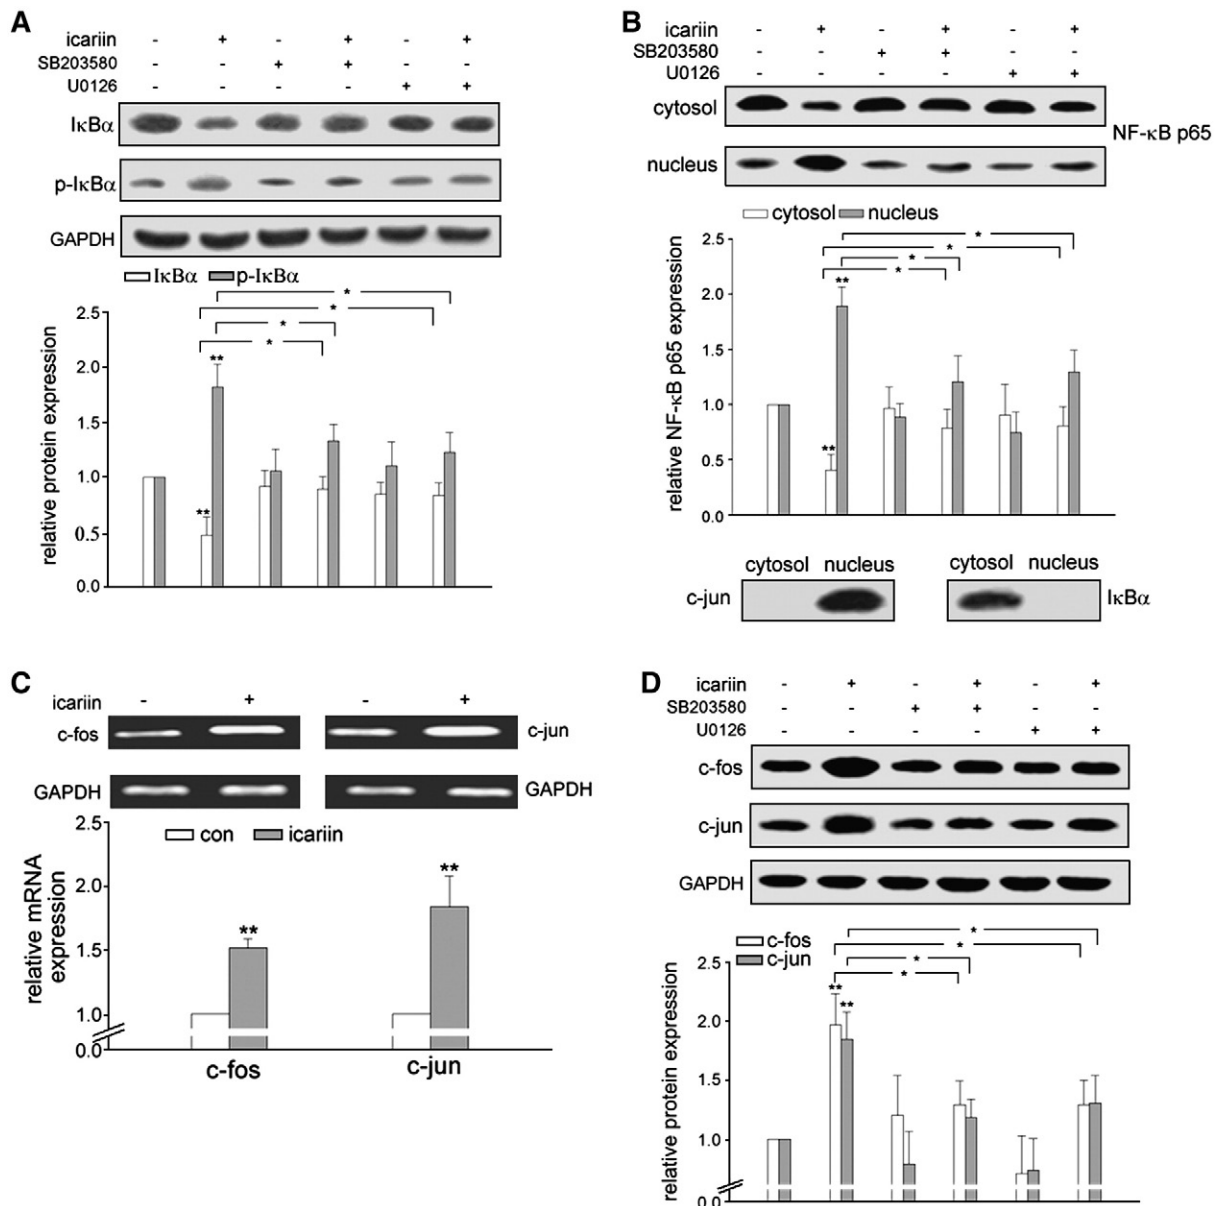 A
icariin - + - + - +
SB203580 - - + + - -
U0126 - - - - + +
IκBα
p-IκBα
GAPDH
IκBα p-IκBα
relative protein expression
2.5
2.0
1.5
1.0
0.5
0.0
**
**
*
*
*
*
B
icariin - + - + - +
SB203580 - - + + - -
U0126 - - - - + +
cytosol
nucleus
NF-κB p65
cytosol nucleus
relative NF-κB p65 expression
2.5
2.0
1.5
1.0
0.5
0.0
**
**
*
*
*
*
cytosol nucleus
c-jun
cytosol nucleus
IκBα
C
icariin - + - +
c-fos
c-jun
GAPDH
GAPDH
con icariin
relative mRNA
expression
2.5
2.0
1.5
1.0
0.0
**
**
c-fos
c-jun
D
icariin - + - + - +
SB203580 - - + + - -
U0126 - - - - + +
c-fos
c-jun
GAPDH
c-fos
c-jun
relative protein expression
2.5
2.0
1.5
1.0
0.0
**
**
*
*
*
*